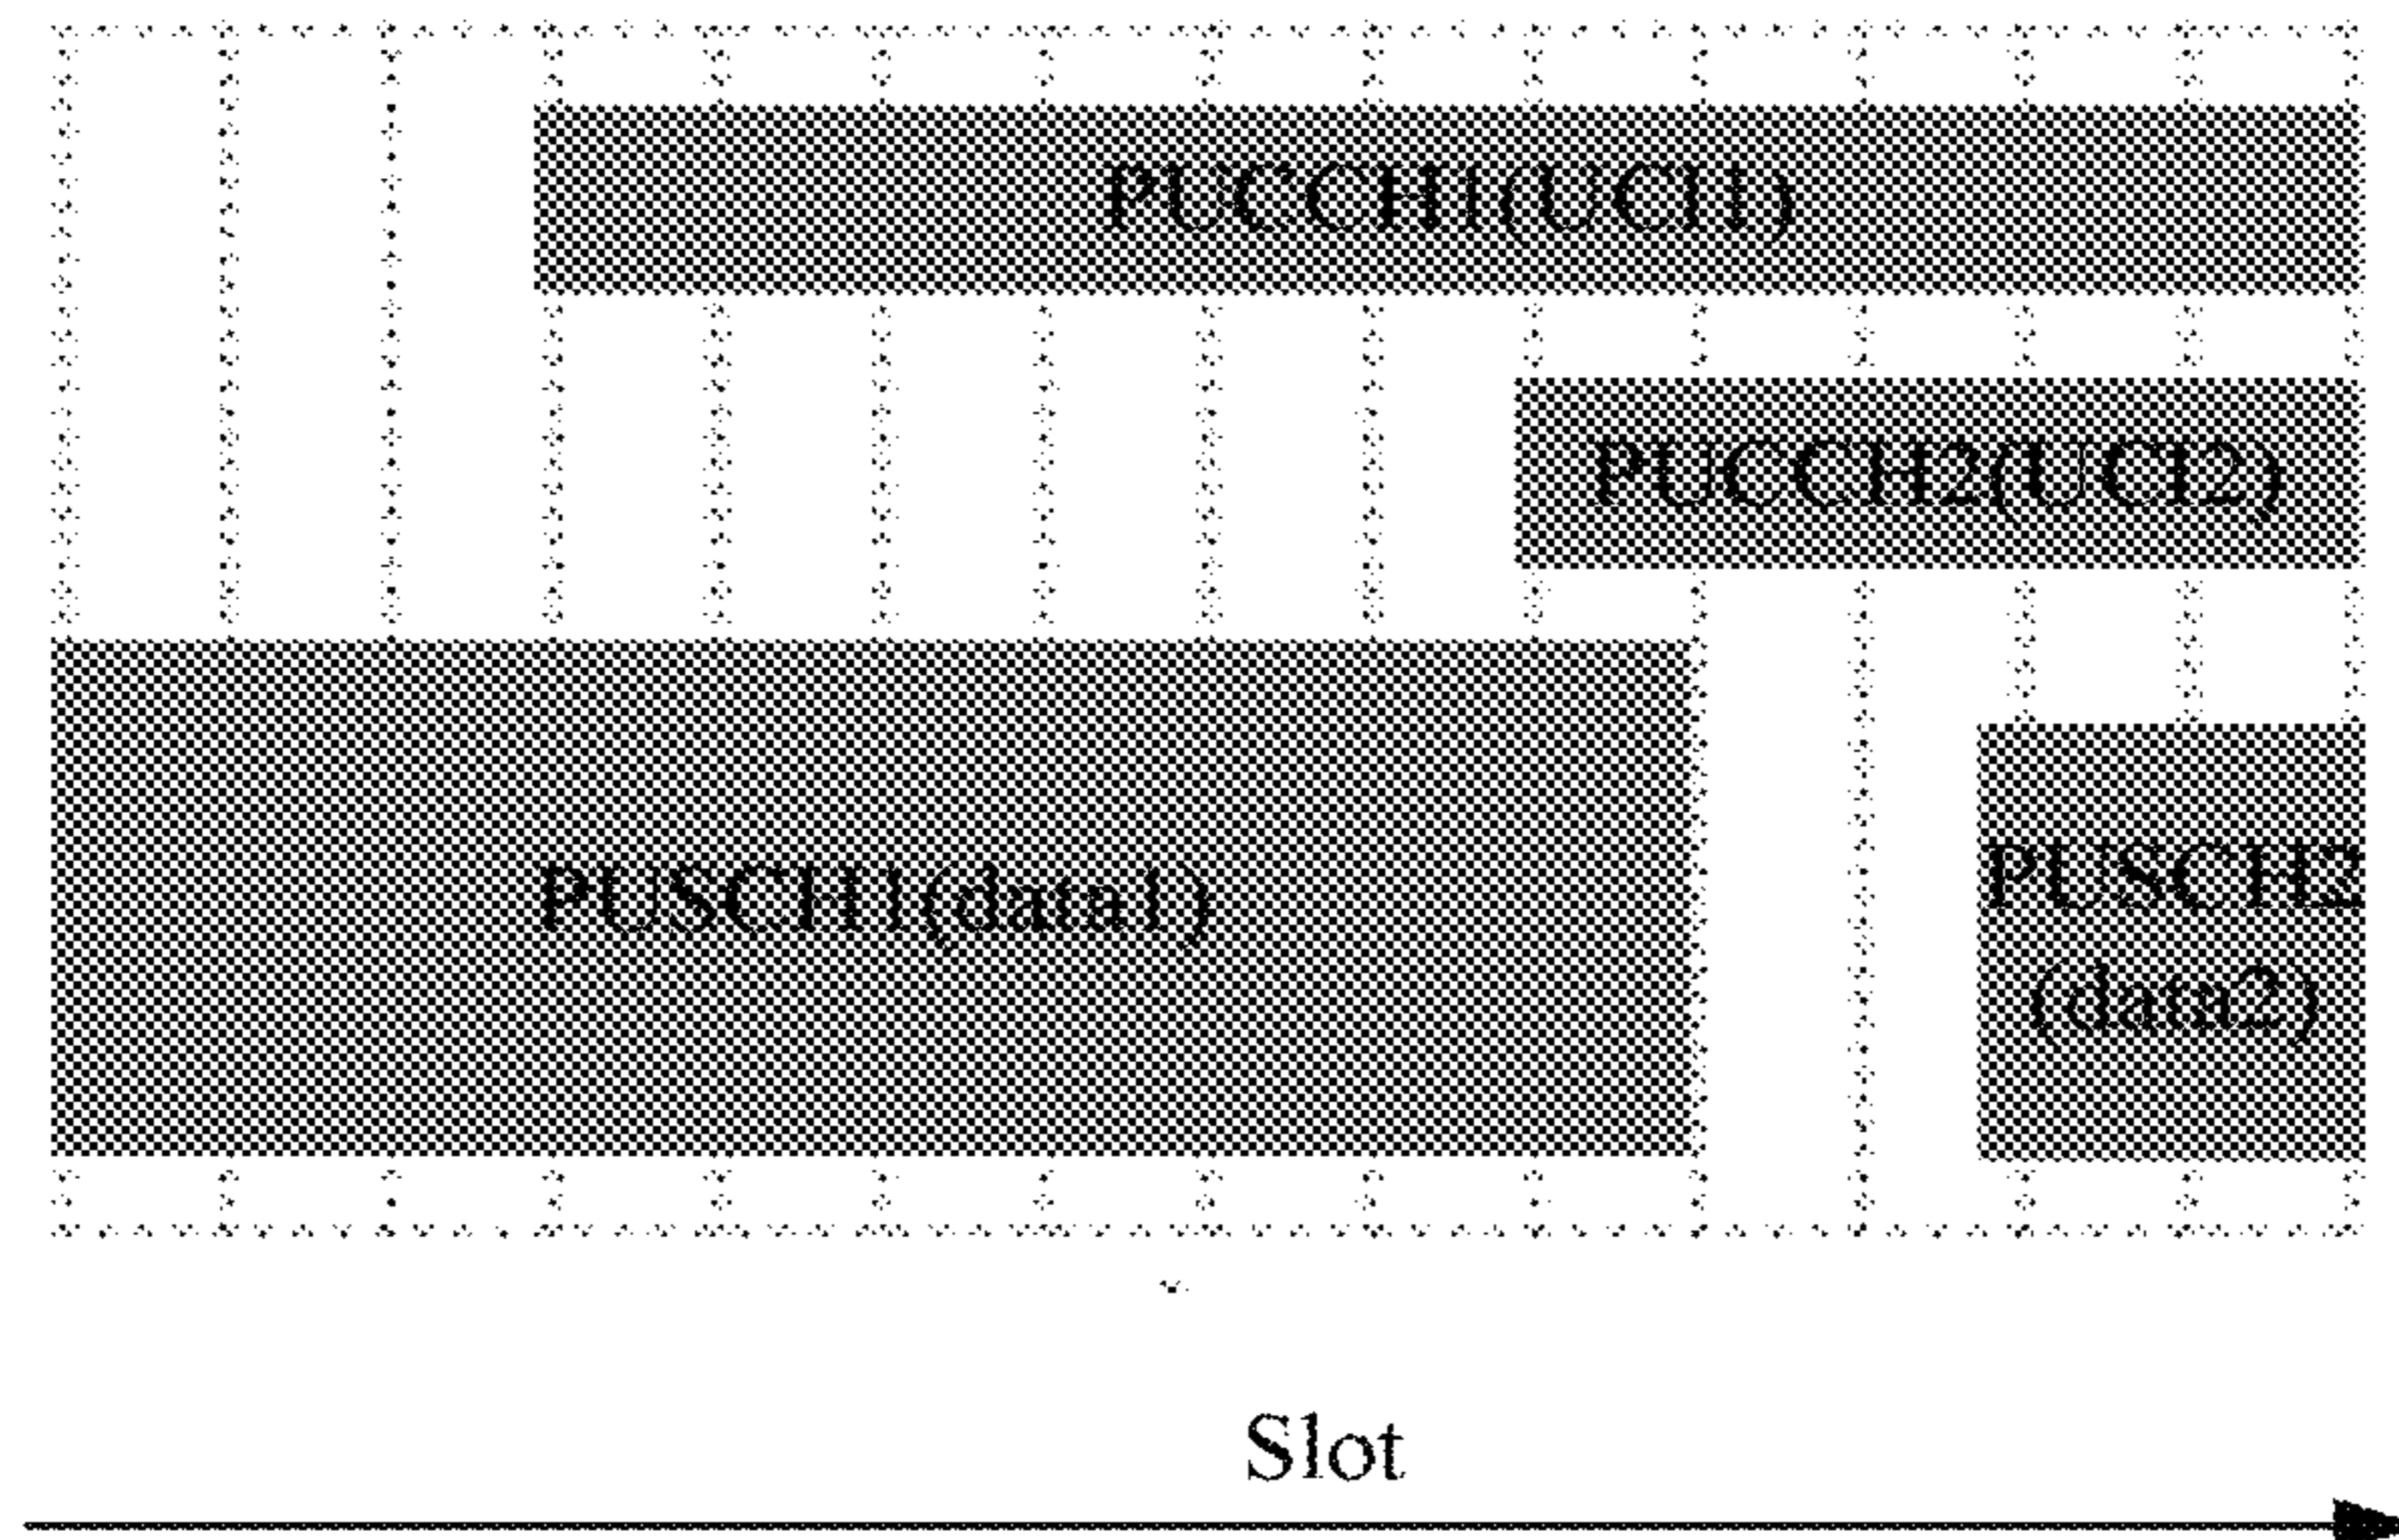 PUCCH1(UCI1)
PUCCH2(UCI2)
PUSCH1(data1)
PUSCH2
(data2)
Slot